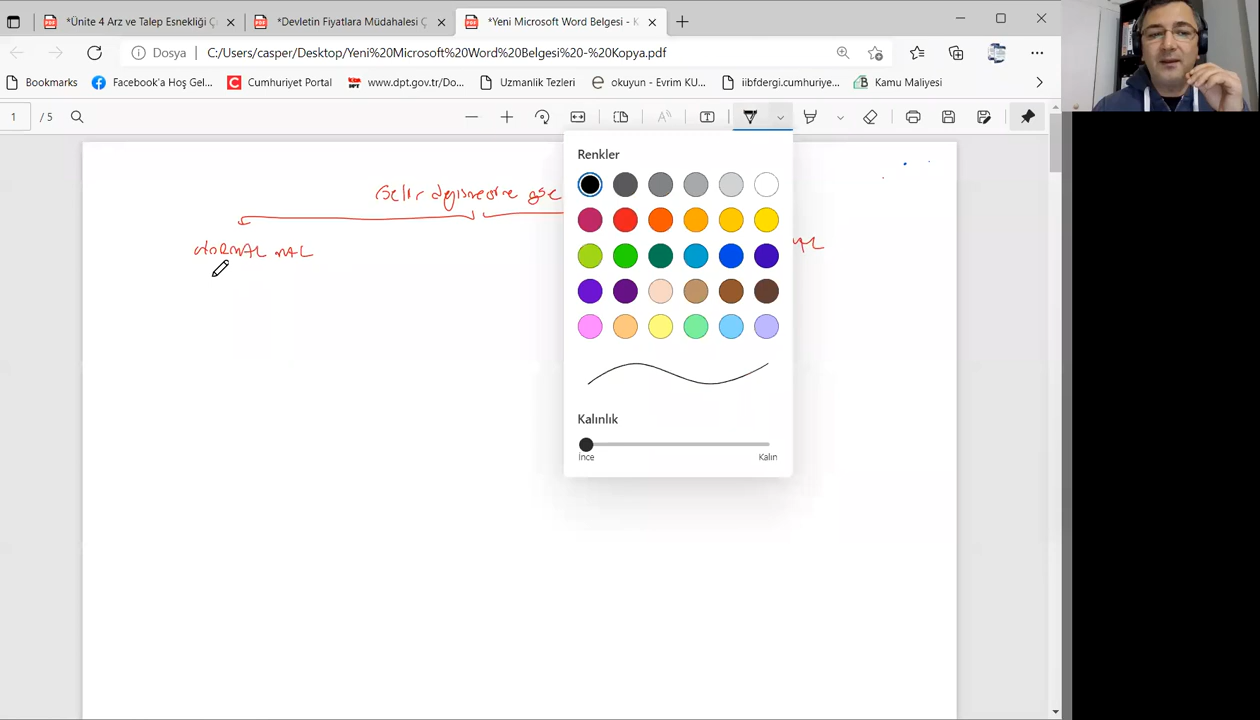 *Ünite 4 Arz ve Talep Esnekliği Ç
*Devletin Fiyatlara Müdahalesi Ç
*Yeni Microsoft Word Belgesi - K
Dosya
C:/Users/casper/Desktop/Yeni%20Microsoft%20Word%20Belgesi%20-%20Kopya.pdf
Bookmarks
Facebook'a Hoş Gel...
Cumhuriyet Portal
www.dpt.gov.tr/Do...
Uzmanlık Tezleri
okuyun - Evrim KU...
iibfdergi.cumhuriye...
Kamu Maliyesi
1 / 5
Renkler
Gelir değişmesine göre
NORMAL MAL
AL
Kalınlık
İnce
Kalın